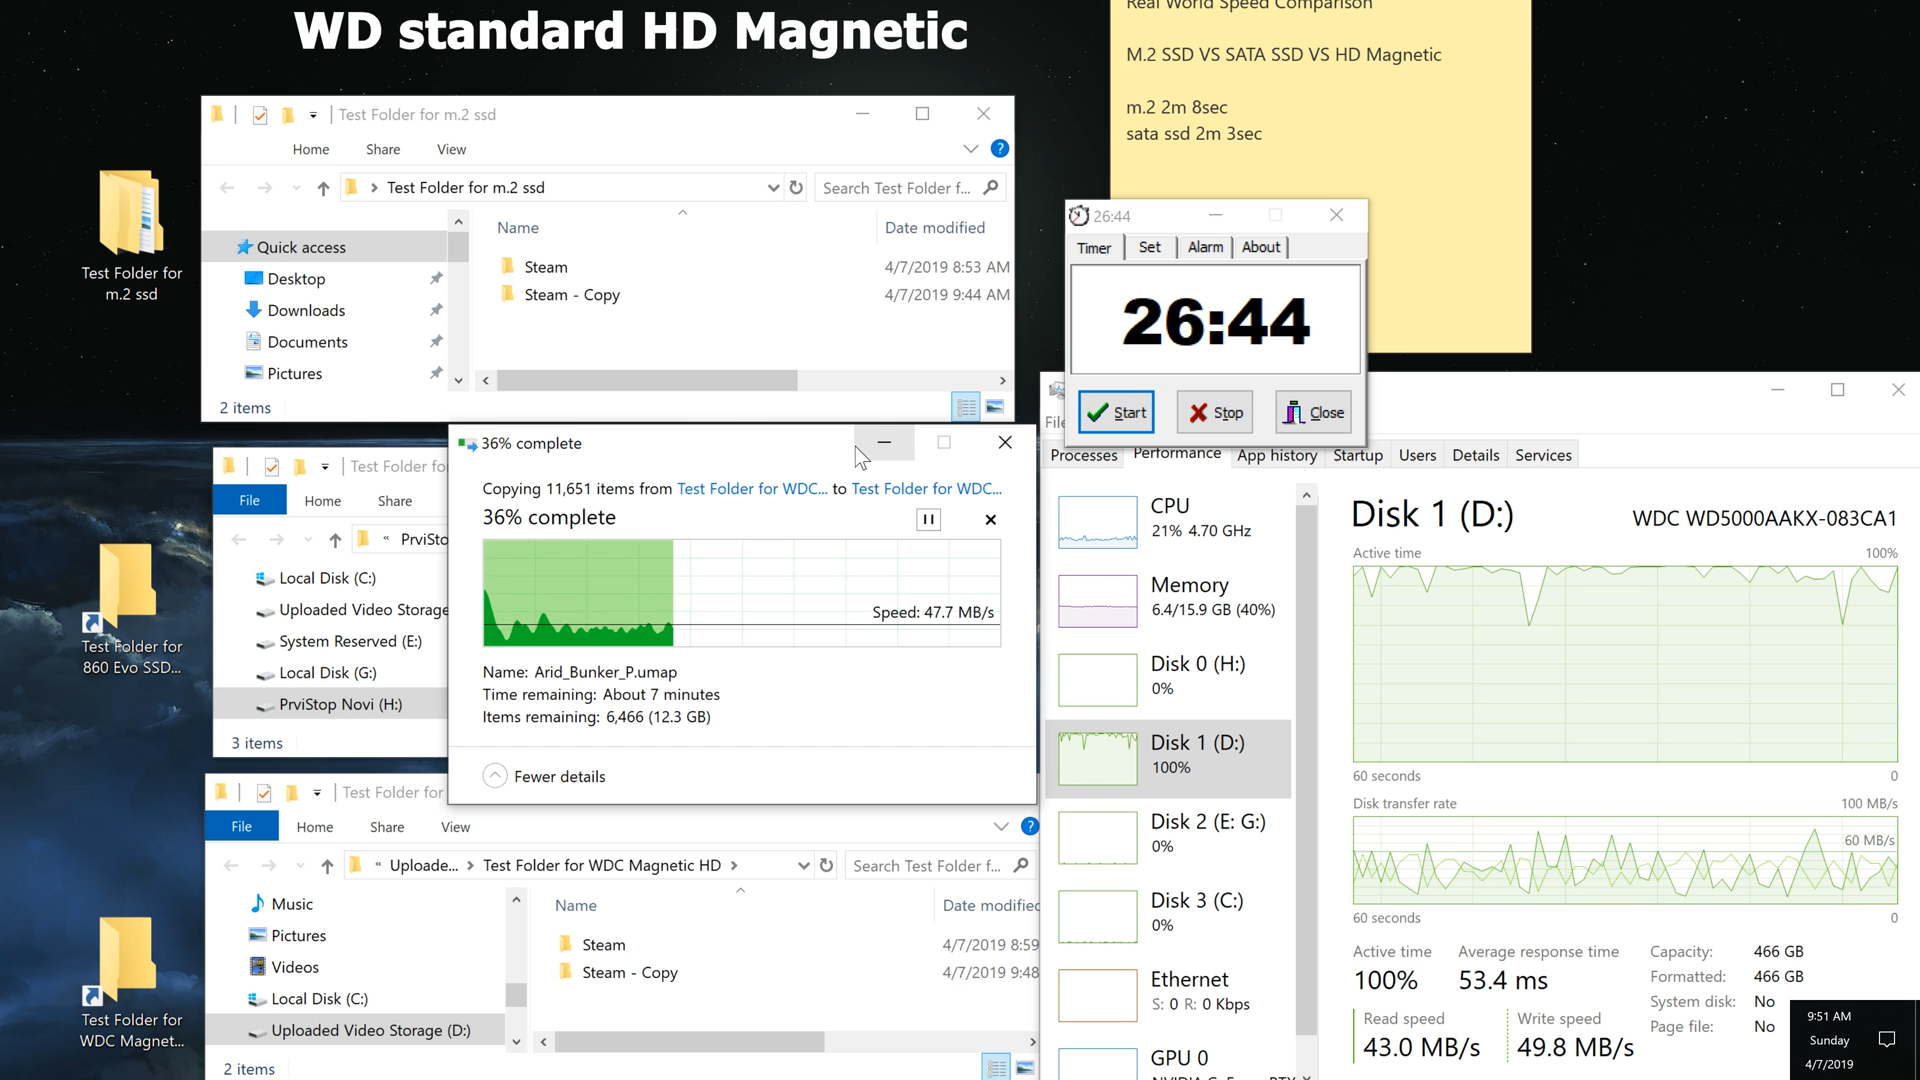 WD standard HD Magnetic
Real World Speed Comparison
M.2 SSD VS SATA SSD VS HD Magnetic
m.2 2m 8sec
sata ssd 2m 3sec
Test Folder for m.2 ssd
Home Share View
Test Folder for m.2 ssd
Search Test Folder f...
Name Date modified
Quick access
Desktop
Downloads
Documents
Pictures
Steam 4/7/2019 8:53 AM
Steam - Copy 4/7/2019 9:44 AM
2 items
Test Folder for
m.2 ssd
26:44
Timer Set Alarm About
26:44
Start Stop Close
Test Folder fo
File Home Share
« PrviSto
Local Disk (C:)
Uploaded Video Storage
System Reserved (E:)
Local Disk (G:)
PrviStop Novi (H:)
3 items
Test Folder for
860 Evo SSD...
36% complete
Copying 11,651 items from Test Folder for WDC... to Test Folder for WDC...
36% complete
Speed: 47.7 MB/s
Name: Arid_Bunker_P.umap
Time remaining: About 7 minutes
Items remaining: 6,466 (12.3 GB)
Fewer details
Test Folder for
File Home Share View
« Uploade... Test Folder for WDC Magnetic HD
Search Test Folder f...
Name Date modified
Music
Pictures
Videos
Local Disk (C:)
Uploaded Video Storage (D:)
Steam 4/7/2019 8:59
Steam - Copy 4/7/2019 9:48
2 items
Test Folder for
WDC Magnet...
File
Processes Performance App history Startup Users Details Services
CPU
21% 4.70 GHz
Memory
6.4/15.9 GB (40%)
Disk 0 (H:)
0%
Disk 1 (D:)
100%
Disk 2 (E: G:)
0%
Disk 3 (C:)
0%
Ethernet
S: 0 R: 0 Kbps
GPU 0
Disk 1 (D:) WDC WD5000AAKX-083CA1
Active time 100%
60 seconds 0
Disk transfer rate 100 MB/s
60 MB/s
60 seconds 0
Active time Average response time
100% 53.4 ms
Read speed Write speed
43.0 MB/s 49.8 MB/s
Capacity: 466 GB
Formatted: 466 GB
System disk: No
Page file: No
9:51 AM
Sunday
4/7/2019